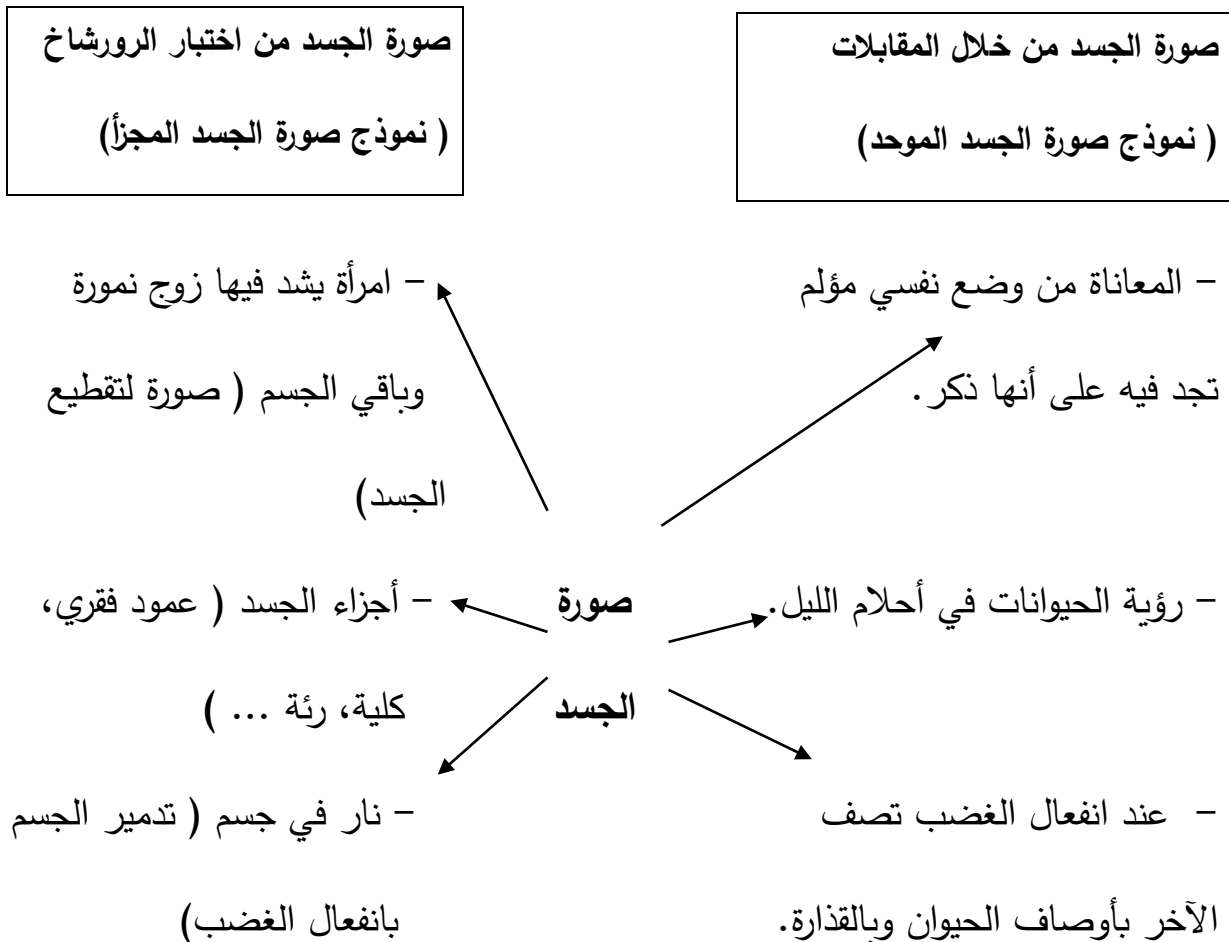 صورة الجسد من خلال المقابلات
( نموذج صورة الجسد الموحد)
صورة الجسد من اختبار الرورشاخ
( نموذج صورة الجسد المجزأ)
– المعاناة من وضع نفسي مؤلم
تجد فيه على أنها ذكر.
– امرأة يشد فيها زوج نمورة
وباقي الجسم ( صورة لتقطيع
الجسد)
– رؤية الحيوانات في أحلام الليل.
صورة
الجسد
– أجزاء الجسد ( عمود فقري،
كلية، رئة ... )
– عند انفعال الغضب تصف
الآخر بأوصاف الحيوان وبالقذارة.
– نار في جسم ( تدمير الجسم
بانفعال الغضب)